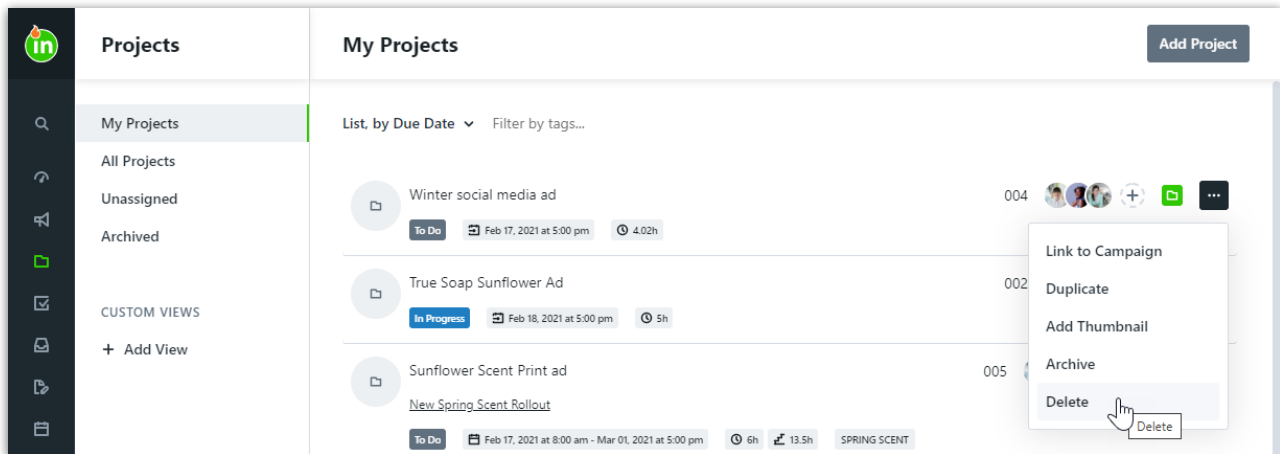 in
Projects
My Projects
Add Project
My Projects
All Projects
Unassigned
Archived
CUSTOM VIEWS
+ Add View
List, by Due Date
Filter by tags...
Winter social media ad
004
To Do
Feb 17, 2021 at 5:00 pm
4.02h
True Soap Sunflower Ad
002
In Progress
Feb 18, 2021 at 5:00 pm
5h
Sunflower Scent Print ad
005
New Spring Scent Rollout
To Do
Feb 17, 2021 at 8:00 am - Mar 01, 2021 at 5:00 pm
6h
13.5h
SPRING SCENT
Link to Campaign
Duplicate
Add Thumbnail
Archive
Delete
Delete